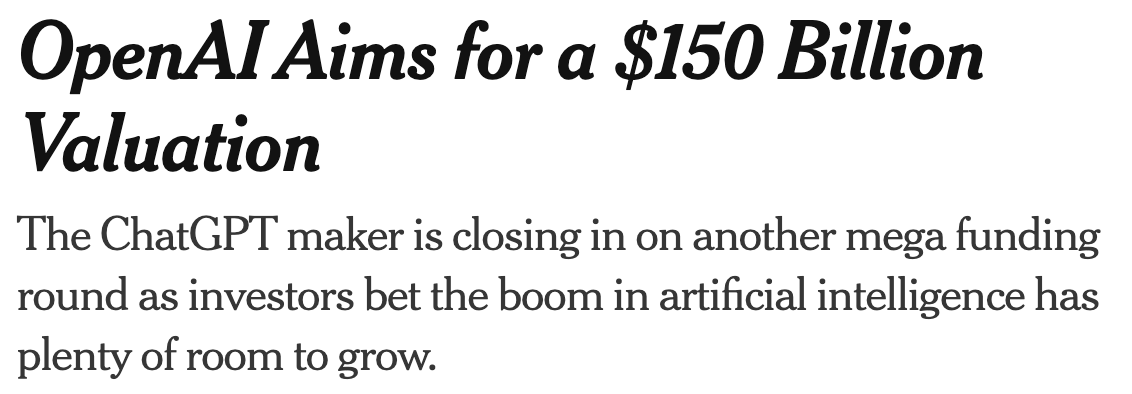 OpenAI Aims for a $150 Billion
Valuation
The ChatGPT maker is closing in on another mega funding
round as investors bet the boom in artificial intelligence has
plenty of room to grow.